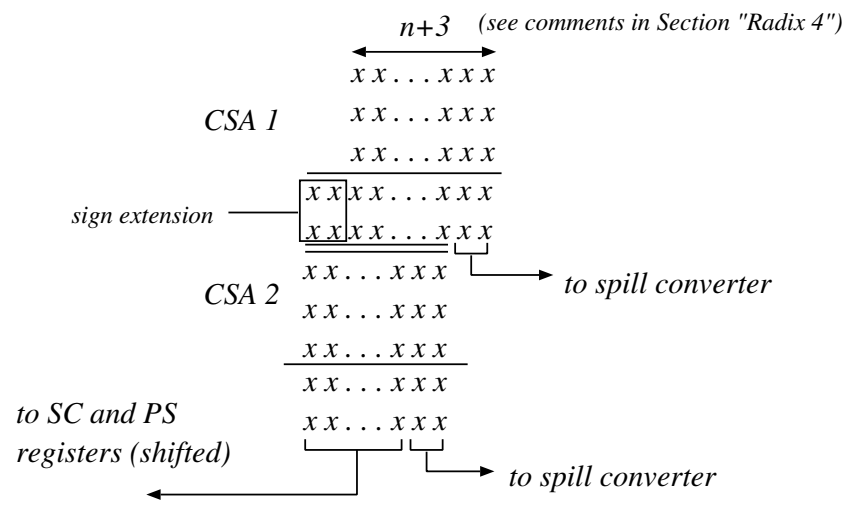 n+3 (see comments in Section "Radix 4")
x x . . . x x x
CSA 1
x x . . . x x x
x x . . . x x x
x x x x . . . x x x
sign extension
x x x x . . . x x x
x x . . . x x x
to spill converter
CSA 2
x x . . . x x x
x x . . . x x x
x x . . . x x x
to SC and PS
x x . . . x x x
registers (shifted)
to spill converter